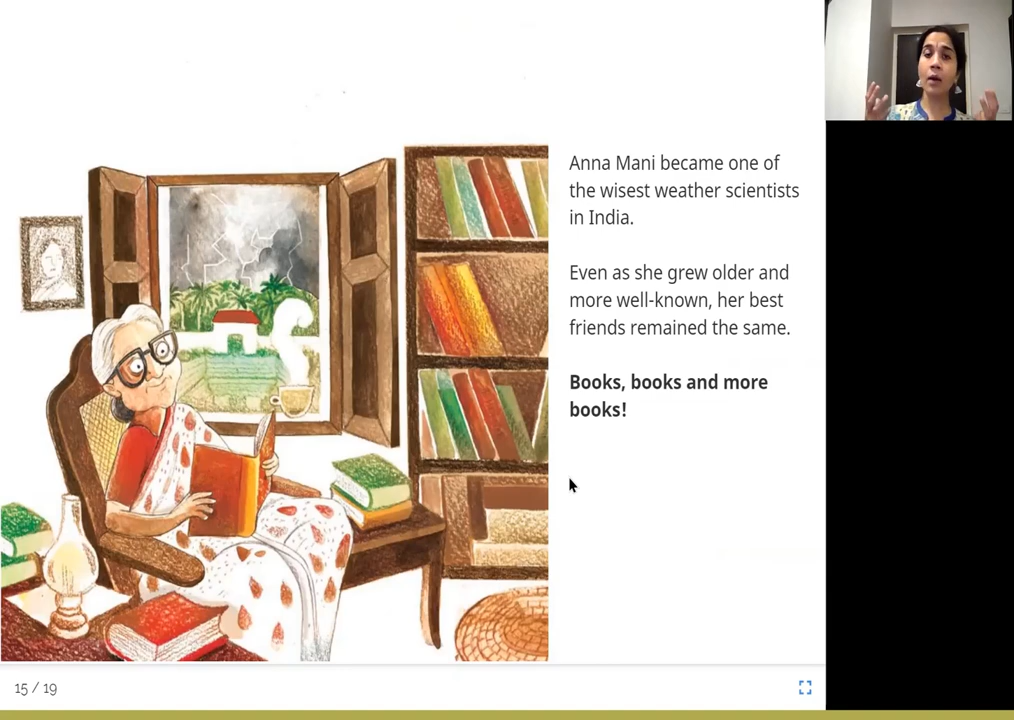 Anna Mani became one of
the wisest weather scientists
in India.
Even as she grew older and
more well-known, her best
friends remained the same.
Books, books and more
books!
15 / 19